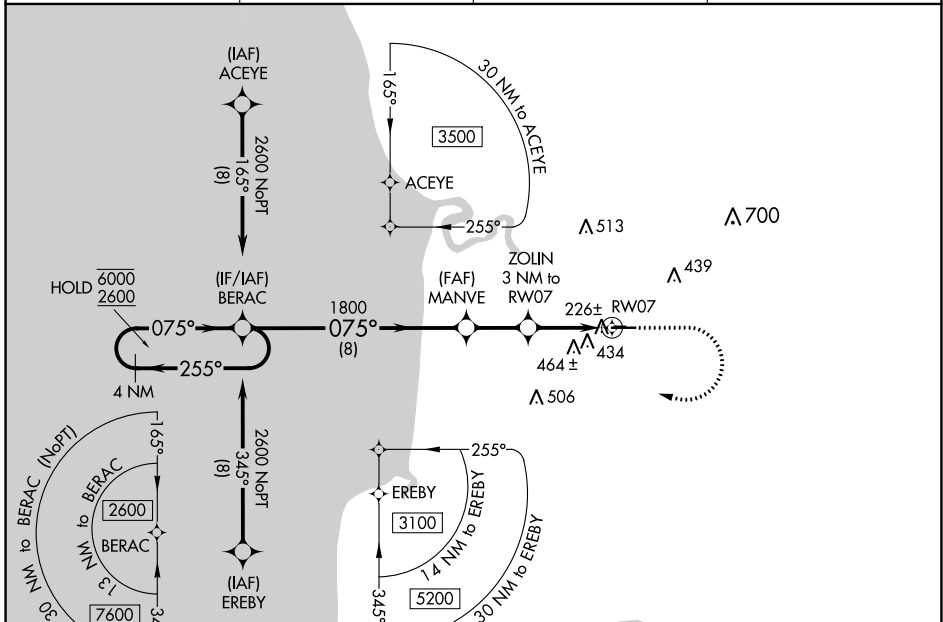 (IAF)
ACEYE
165°
30 NM to ACEYE
3500
ACEYE
255°
2600 NoPT
165°
(8)
513
700
439
ZOLIN
3 NM to
RW07
(FAF)
MANVE
226± RW07
HOLD 6000
2600
(IF/IAF)
BERAC
075°
1800
075°
(8)
255°
4 NM
464 ±
434
506
30 NM to BERAC (NoPT)
13 NM to BERAC
165°
2600
BERAC
7600
34
2600 NoPT
345°
(8)
(IAF)
EREBY
255°
EREBY
3100
14 NM to EREBY
5200
30 NM to EREBY
345°